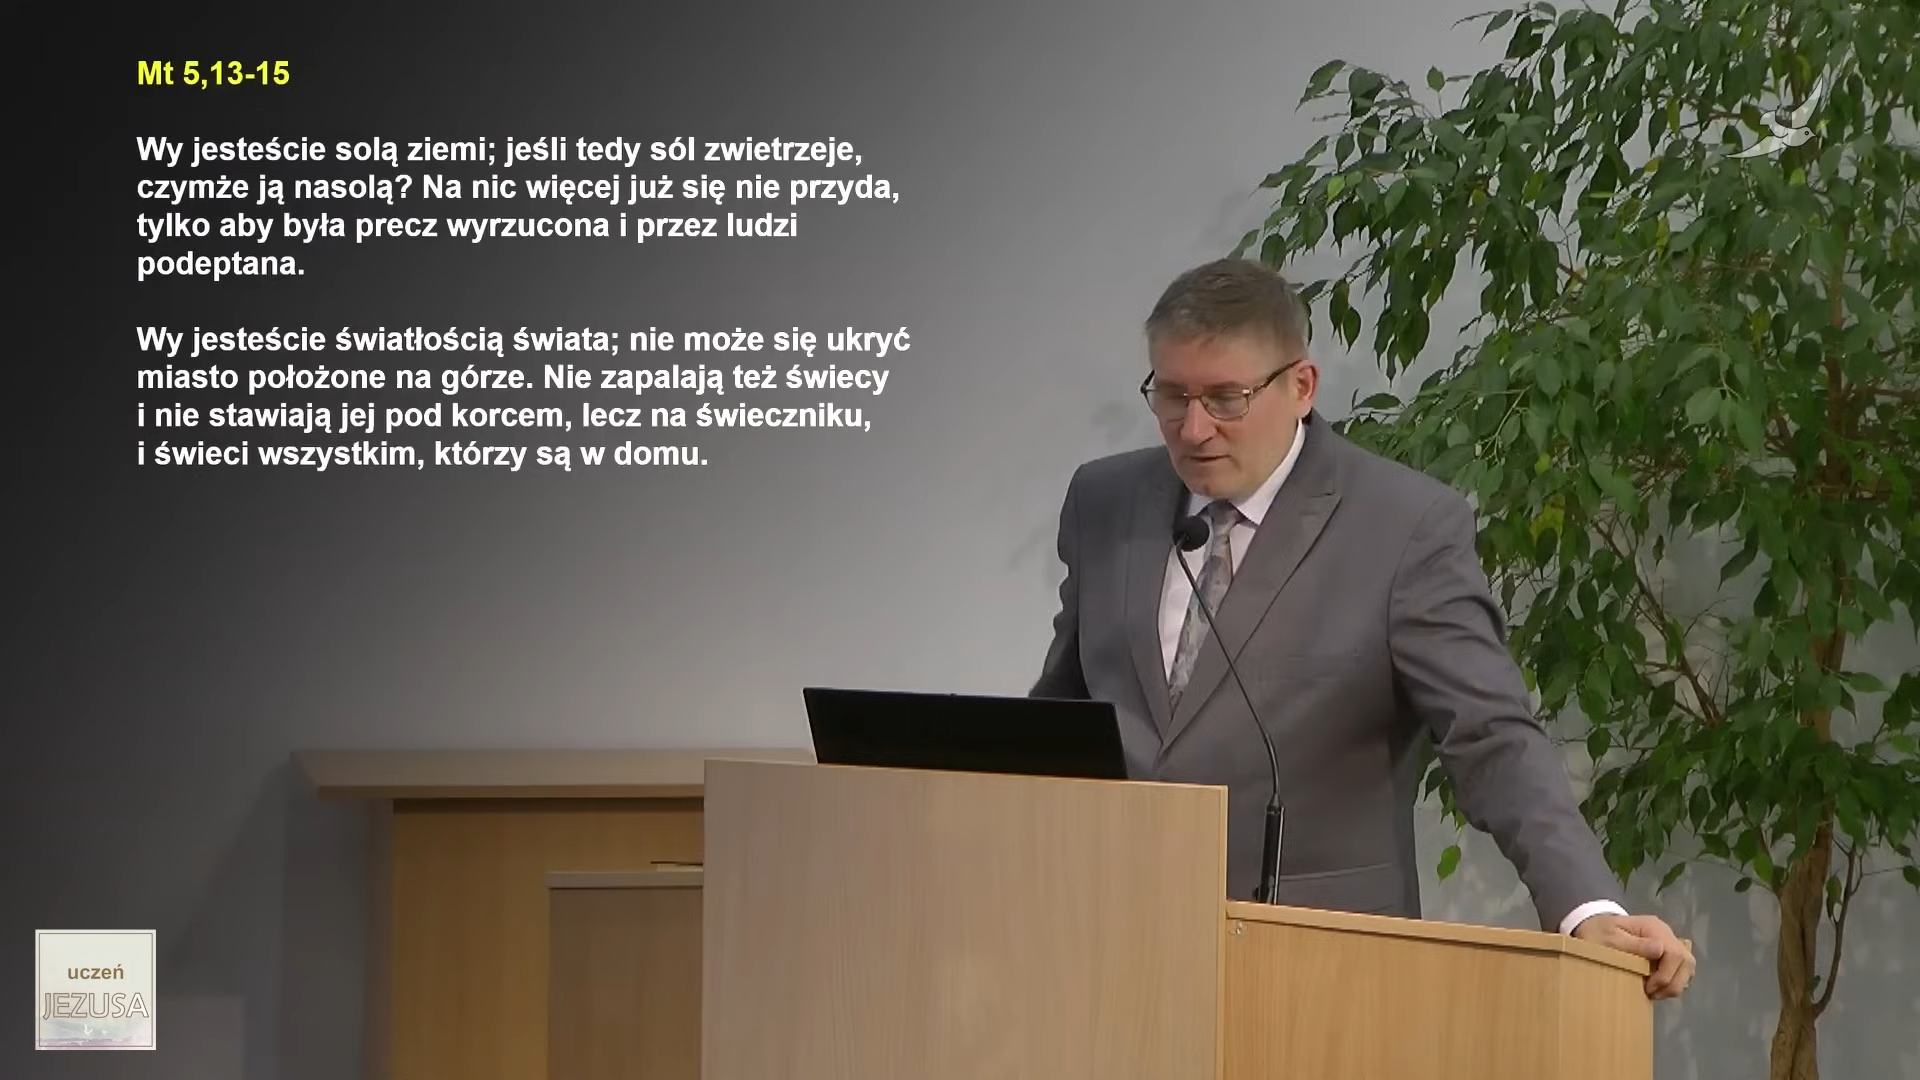 Mt 5,13-15
Wy jesteście solą ziemi; jeśli tedy sól zwietrzeje,
czymże ją nasolą? Na nic więcej już się nie przyda,
tylko aby była precz wyrzucona i przez ludzi
podeptana.
Wy jesteście światłością świata; nie może się ukryć
miasto położone na górze. Nie zapalają też świecy
i nie stawiają jej pod korcem, lecz na świeczniku,
i świeci wszystkim, którzy są w domu.
uczeń
JEZUSA